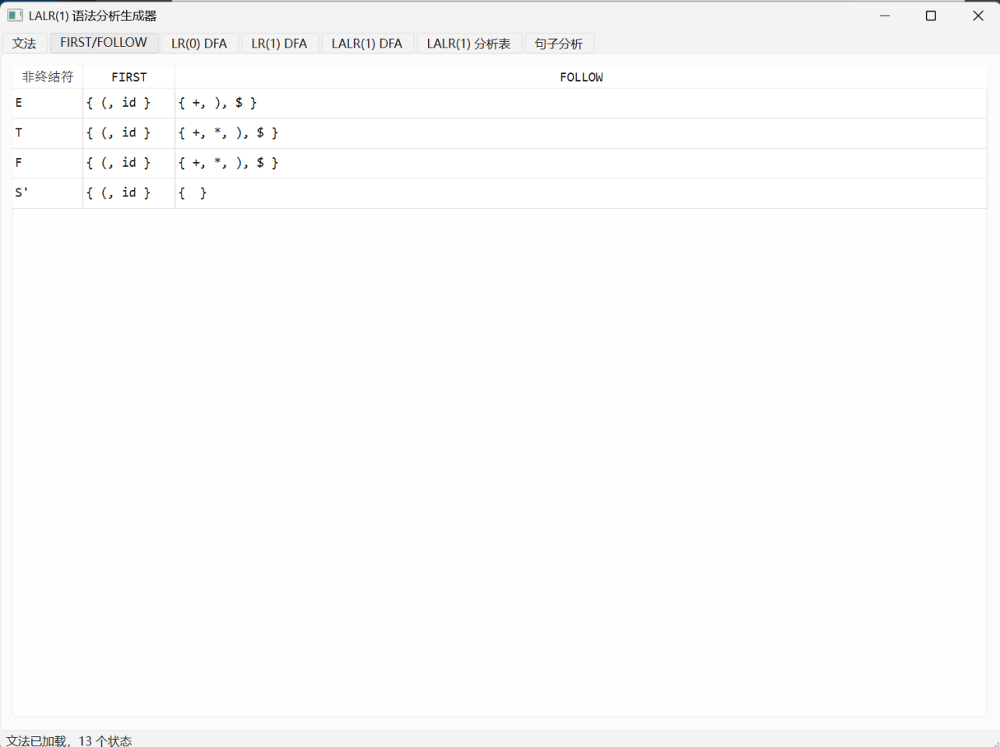 LALR(1) 语法分析生成器
文法 FIRST/FOLLOW LR(0) DFA LR(1) DFA LALR(1) DFA LALR(1) 分析表 句子分析
非终结符 FIRST FOLLOW
E { (, id } { +, ), $ }
T { (, id } { +, *, ), $ }
F { (, id } { +, *, ), $ }
S' { (, id } {  }
文法已加载，13 个状态